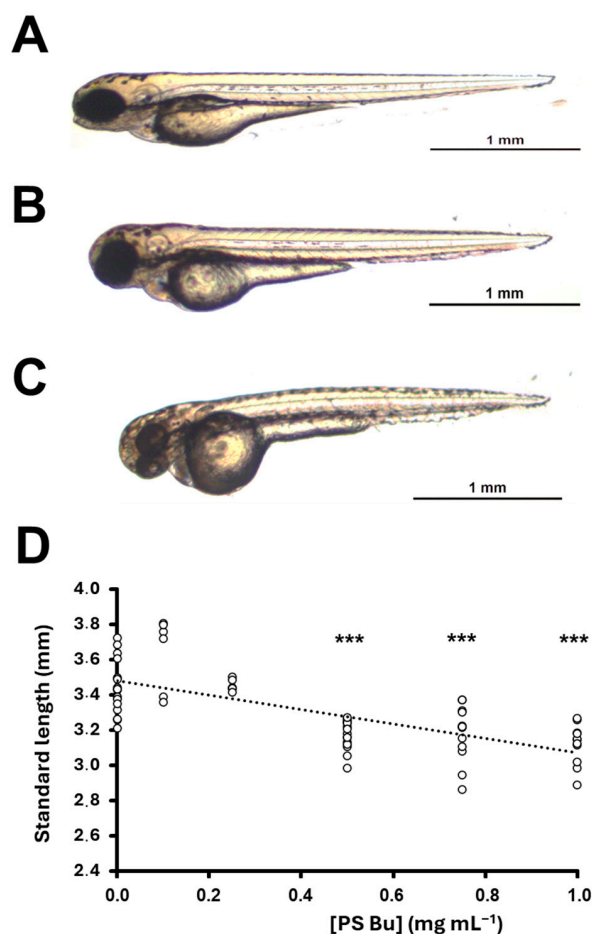 A
1 mm
B
1 mm
C
1 mm
D
4.0
3.8
3.6
3.4
3.2
3.0
2.8
2.6
2.4
Standard length (mm)
*** *** ***
0.0 0.2 0.4 0.6 0.8 1.0
[PS Bu] (mg mL⁻¹)